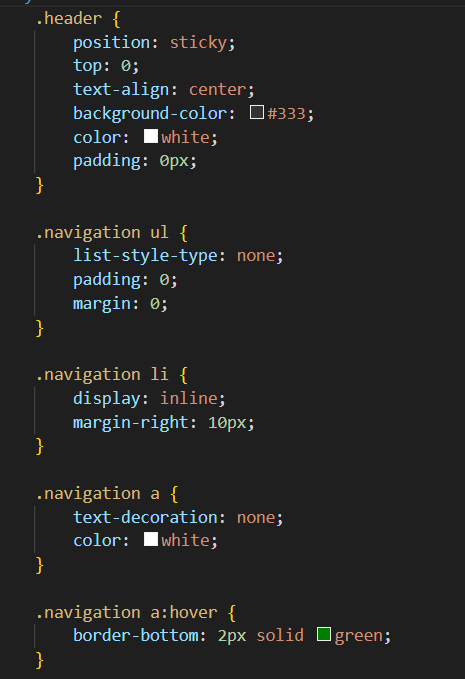 .header {
    position: sticky;
    top: 0;
    text-align: center;
    background-color: #333;
    color: white;
    padding: 0px;
}

.navigation ul {
    list-style-type: none;
    padding: 0;
    margin: 0;
}

.navigation li {
    display: inline;
    margin-right: 10px;
}

.navigation a {
    text-decoration: none;
    color: white;
}

.navigation a:hover {
    border-bottom: 2px solid green;
}